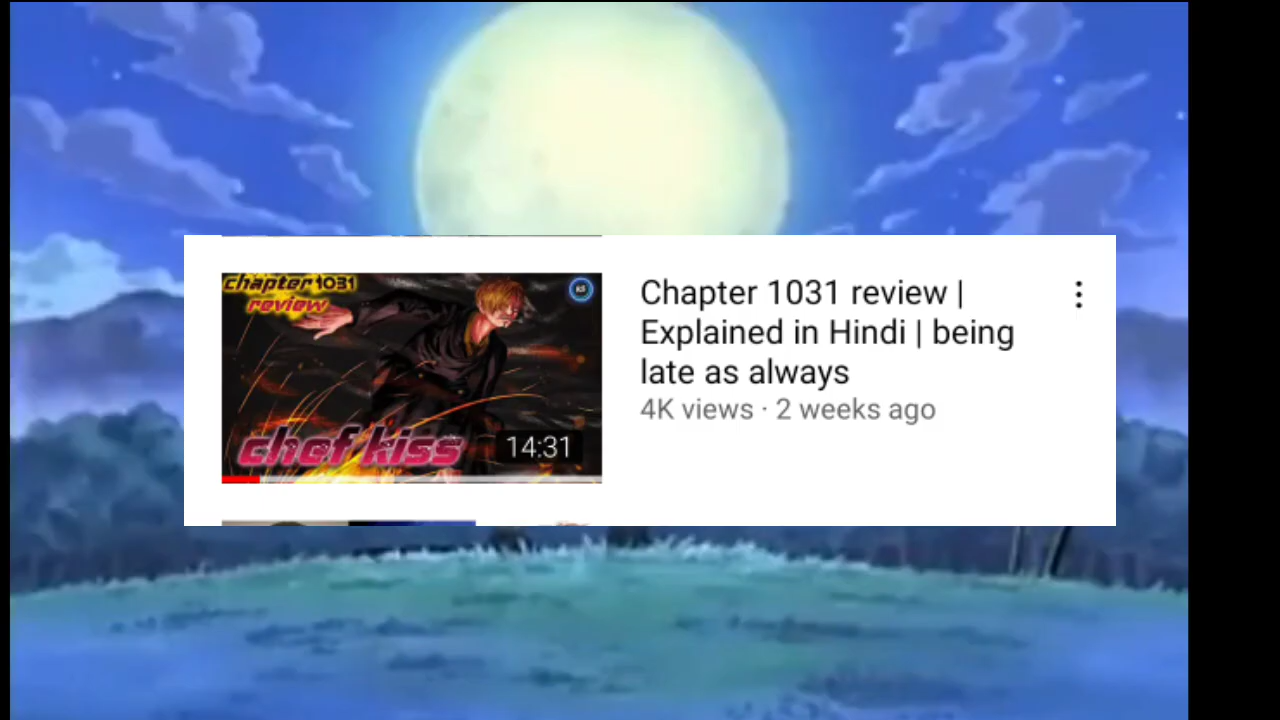 chapter 1031
review
KS
chef kiss
14:31
Chapter 1031 review |
Explained in Hindi | being
late as always
4K views · 2 weeks ago